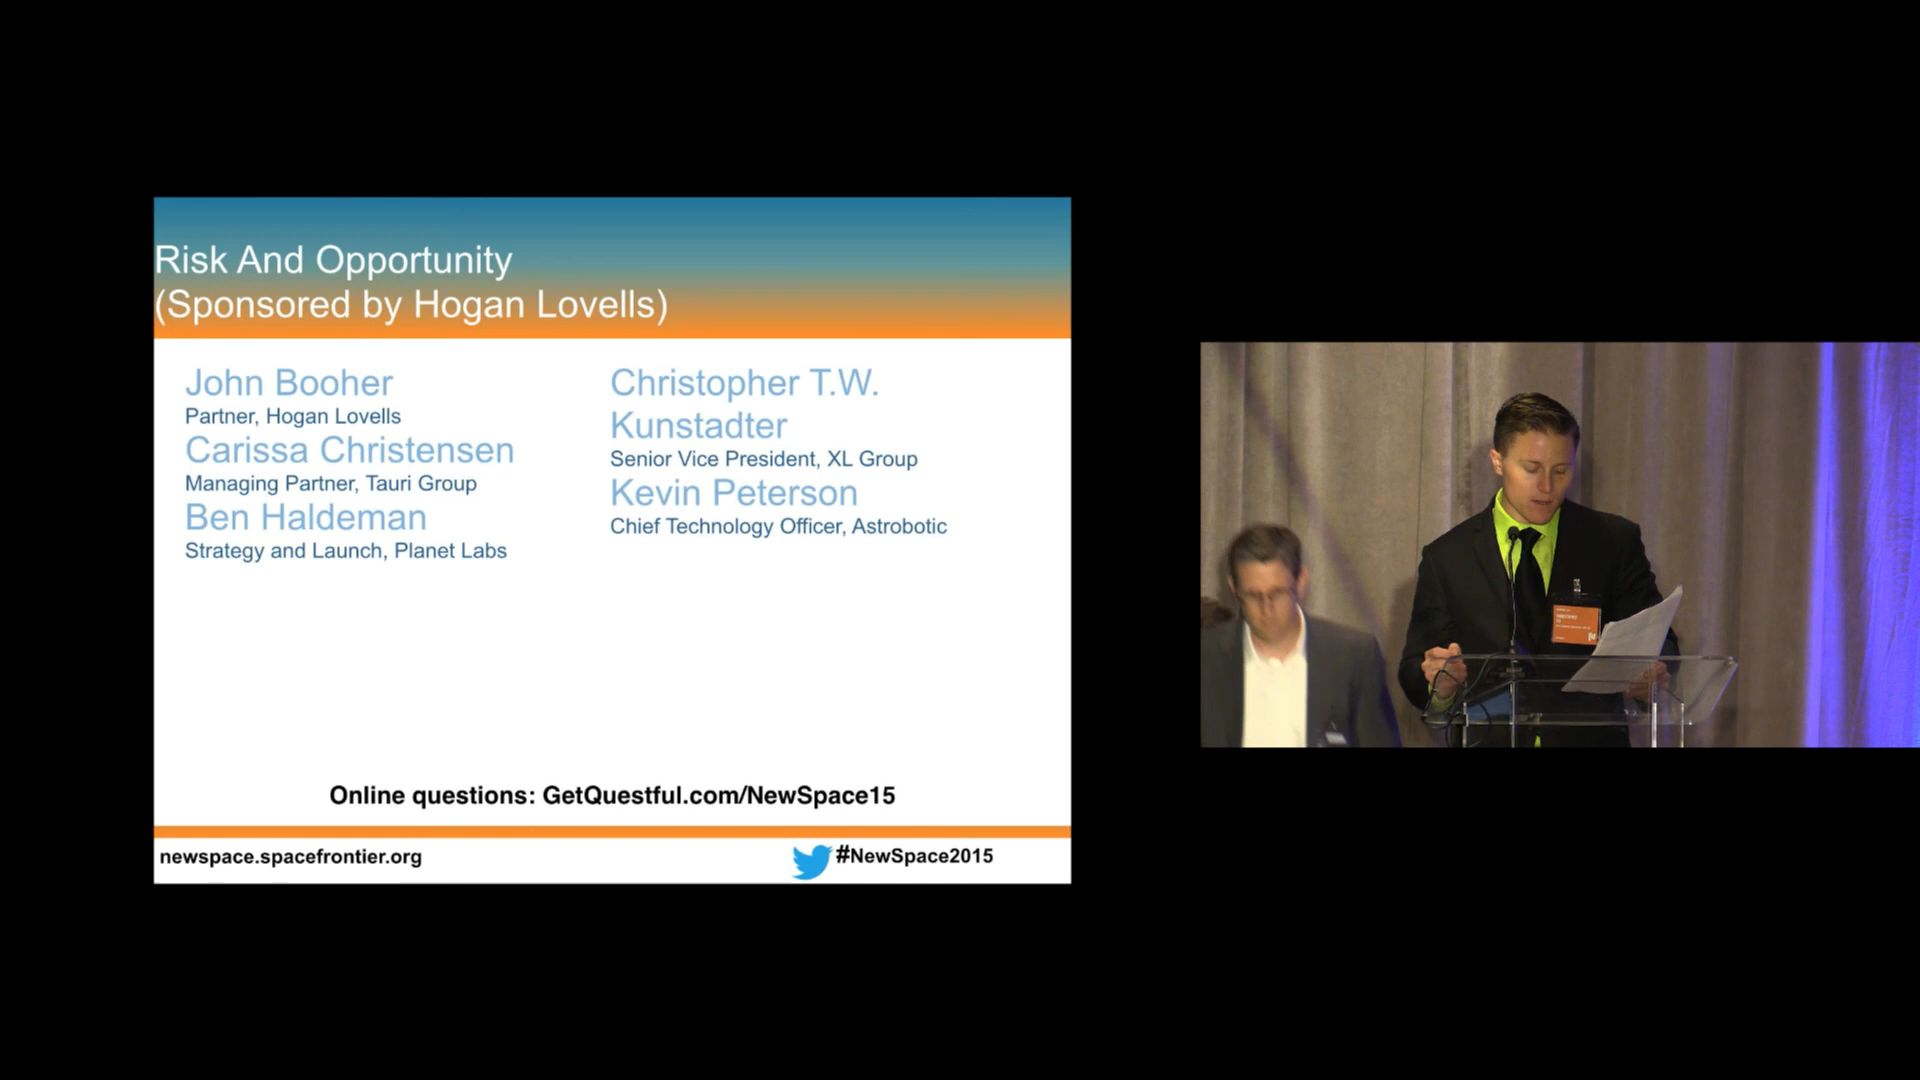 Risk And Opportunity
(Sponsored by Hogan Lovells)
John Booher
Partner, Hogan Lovells
Carissa Christensen
Managing Partner, Tauri Group
Ben Haldeman
Strategy and Launch, Planet Labs
Christopher T.W.
Kunstadter
Senior Vice President, XL Group
Kevin Peterson
Chief Technology Officer, Astrobotic
Online questions: GetQuestful.com/NewSpace15
newspace.spacefrontier.org
#NewSpace2015